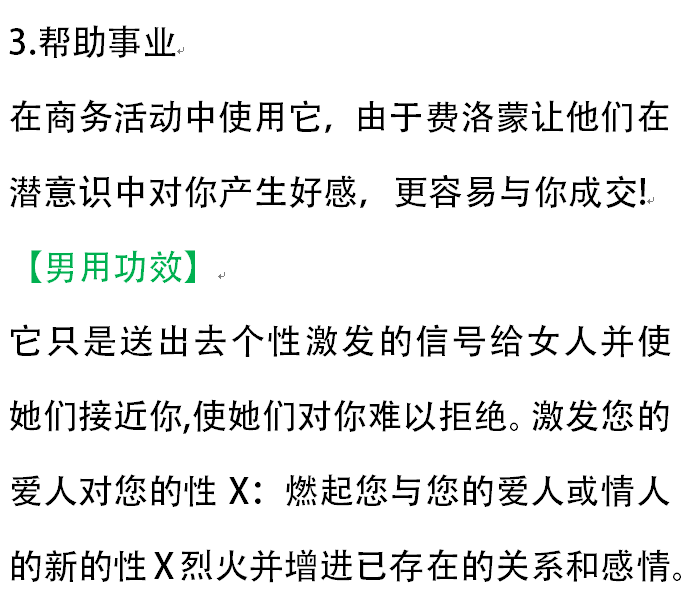 3.帮助事业
在商务活动中使用它，由于费洛蒙让他们在
潜意识中对你产生好感，更容易与你成交!
【男用功效】
它只是送出去个性激发的信号给女人并使
她们接近你,使她们对你难以拒绝。激发您的
爱人对您的性 X：燃起您与您的爱人或情人
的新的性 X 烈火并增进已存在的关系和感情。